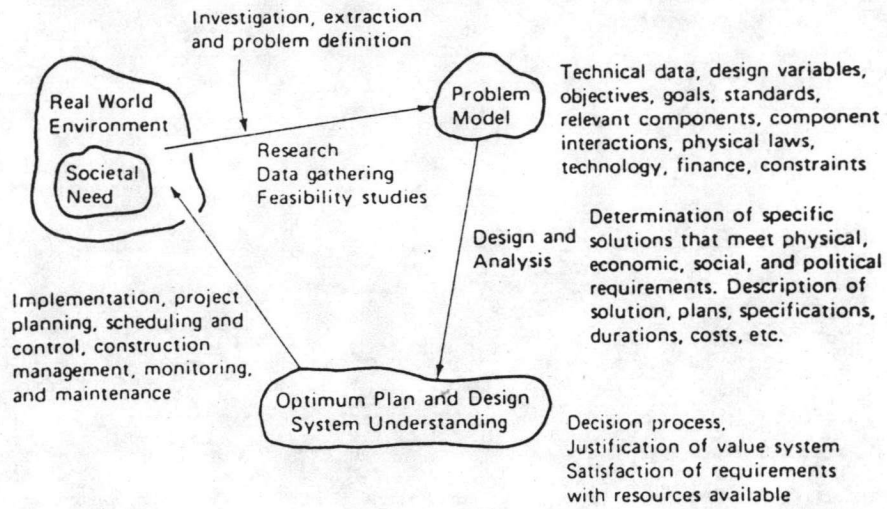 Investigation, extraction
and problem definition
Real World
Environment
Societal
Need
Research
Data gathering
Feasibility studies
Problem
Model
Technical data, design variables,
objectives, goals, standards,
relevant components, component
interactions, physical laws,
technology, finance, constraints
Design and
Analysis
Determination of specific
solutions that meet physical,
economic, social, and political
requirements. Description of
solution, plans, specifications,
durations, costs, etc.
Implementation, project
planning, scheduling and
control, construction
management, monitoring,
and maintenance
Optimum Plan and Design
System Understanding
Decision process,
Justification of value system
Satisfaction of requirements
with resources available